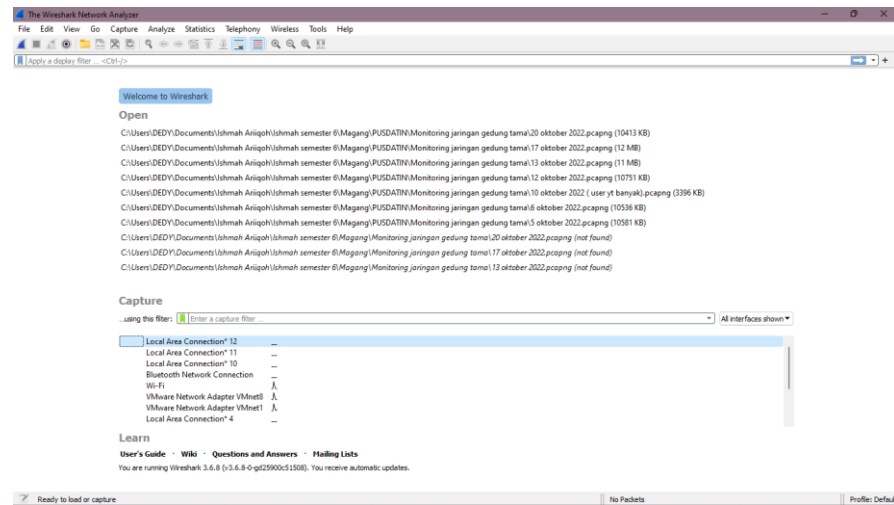 The Wireshark Network Analyzer
File Edit View Go Capture Analyze Statistics Telephony Wireless Tools Help
Apply a display filter ... <Ctrl-/>
Welcome to Wireshark
Open
C:\Users\DEDY\Documents\Ishmah Ariiqoh\Ishmah semester 6\Magang\PUSDATIN\Monitoring jaringan gedung tama\20 oktober 2022.pcapng (10413 KB)
C:\Users\DEDY\Documents\Ishmah Ariiqoh\Ishmah semester 6\Magang\PUSDATIN\Monitoring jaringan gedung tama\17 oktober 2022.pcapng (12 MB)
C:\Users\DEDY\Documents\Ishmah Ariiqoh\Ishmah semester 6\Magang\PUSDATIN\Monitoring jaringan gedung tama\13 oktober 2022.pcapng (11 MB)
C:\Users\DEDY\Documents\Ishmah Ariiqoh\Ishmah semester 6\Magang\PUSDATIN\Monitoring jaringan gedung tama\12 oktober 2022.pcapng (10751 KB)
C:\Users\DEDY\Documents\Ishmah Ariiqoh\Ishmah semester 6\Magang\PUSDATIN\Monitoring jaringan gedung tama\10 oktober 2022 ( user yt banyak).pcapng (3396 KB)
C:\Users\DEDY\Documents\Ishmah Ariiqoh\Ishmah semester 6\Magang\PUSDATIN\Monitoring jaringan gedung tama\6 oktober 2022.pcapng (10536 KB)
C:\Users\DEDY\Documents\Ishmah Ariiqoh\Ishmah semester 6\Magang\PUSDATIN\Monitoring jaringan gedung tama\5 oktober 2022.pcapng (10581 KB)
C:\Users\DEDY\Documents\Ishmah Ariiqoh\Ishmah semester 6\Magang\Monitoring jaringan gedung tama\20 oktober 2022.pcapng (not found)
C:\Users\DEDY\Documents\Ishmah Ariiqoh\Ishmah semester 6\Magang\Monitoring jaringan gedung tama\17 oktober 2022.pcapng (not found)
C:\Users\DEDY\Documents\Ishmah Ariiqoh\Ishmah semester 6\Magang\Monitoring jaringan gedung tama\13 oktober 2022.pcapng (not found)
Capture
...using this filter: Enter a capture filter ... All interfaces shown
Local Area Connection* 12
Local Area Connection* 11
Local Area Connection* 10
Bluetooth Network Connection
Wi-Fi
VMware Network Adapter VMnet8
VMware Network Adapter VMnet1
Local Area Connection* 4
Learn
User's Guide · Wiki · Questions and Answers · Mailing Lists
You are running Wireshark 3.6.8 (v3.6.8-0-gd25900c51508). You receive automatic updates.
Ready to load or capture No Packets Profile: Defau